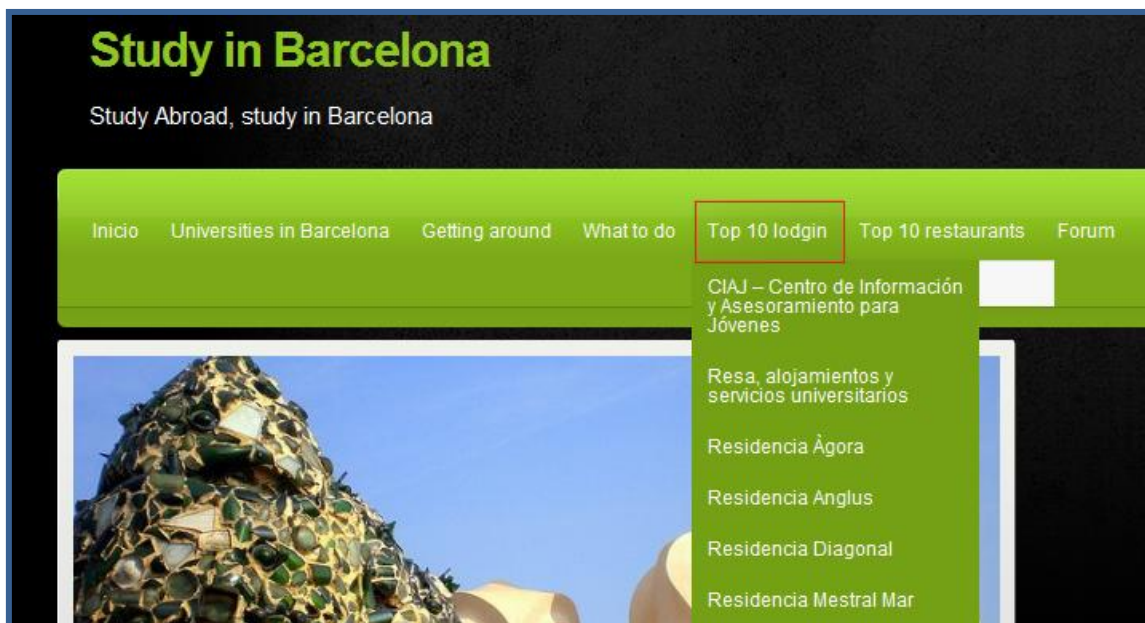 Study in Barcelona
Study Abroad, study in Barcelona
Inicio Universities in Barcelona Getting around What to do Top 10 lodgin Top 10 restaurants Forum
CIAJ – Centro de Información
y Asesoramiento para
Jóvenes
Resa, alojamientos y
servicios universitarios
Residencia Àgora
Residencia Anglus
Residencia Diagonal
Residencia Mestral Mar